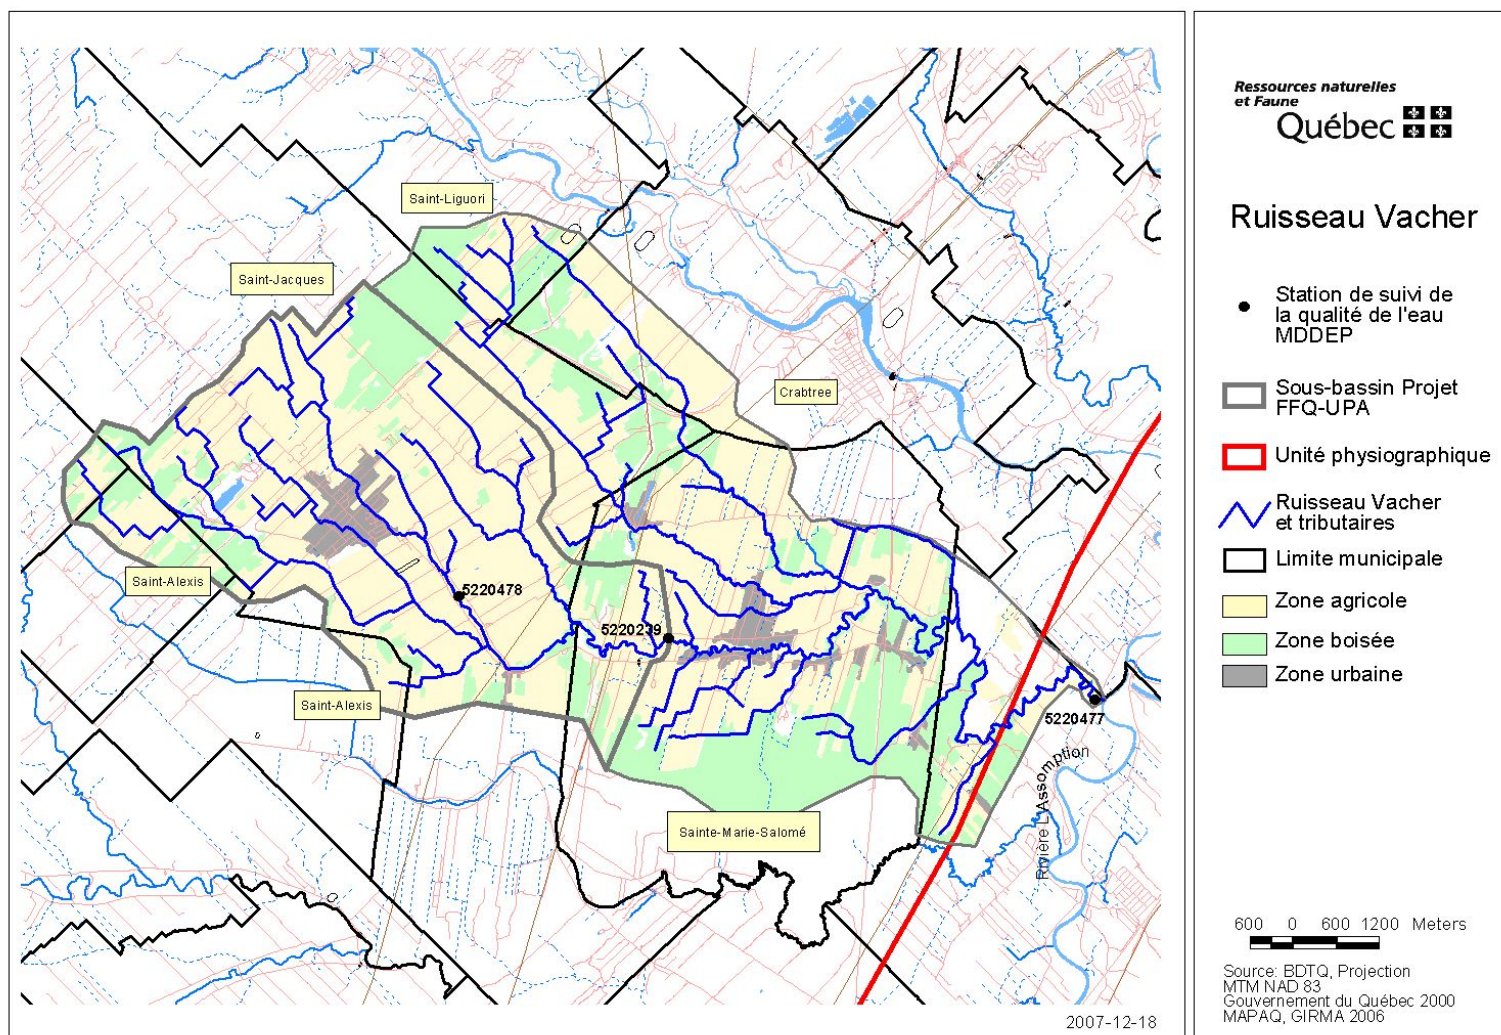 Saint-Liguori
Saint-Jacques
Crabtree
Saint-Alexis
5220478
5220239
Saint-Alexis
5220477
Rivière L'Assomption
Sainte-Marie-Salomé
2007-12-18
Ressources naturelles
et Faune
Québec
Ruisseau Vacher
Station de suivi de
la qualité de l'eau
MDDEP
Sous-bassin Projet
FFQ-UPA
Unité physiographique
Ruisseau Vacher
et tributaires
Limite municipale
Zone agricole
Zone boisée
Zone urbaine
600 0 600 1200 Meters
Source: BDTQ, Projection
MTM NAD 83
Gouvernement du Québec 2000
MAPAQ, GIRMA 2006